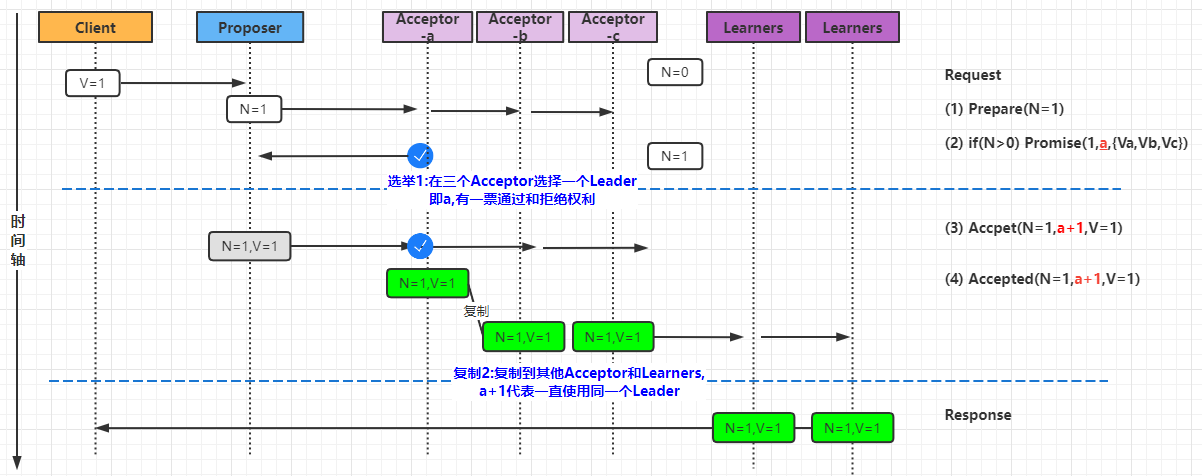 Client
Proposer
Acceptor
-a
Acceptor
-b
Acceptor
-c
Learners
Learners
V=1
N=0
Request
N=1
(1) Prepare(N=1)
N=1
(2) if(N>0) Promise(1,a,{Va,Vb,Vc})
选举1:在三个Acceptor选择一个Leader
即a,有一票通过和拒绝权利
时间轴
N=1,V=1
(3) Accpet(N=1,a+1,V=1)
N=1,V=1
(4) Accepted(N=1,a+1,V=1)
复制
N=1,V=1
N=1,V=1
复制2:复制到其他Acceptor和Learners,
a+1代表一直使用同一个Leader
Response
N=1,V=1
N=1,V=1